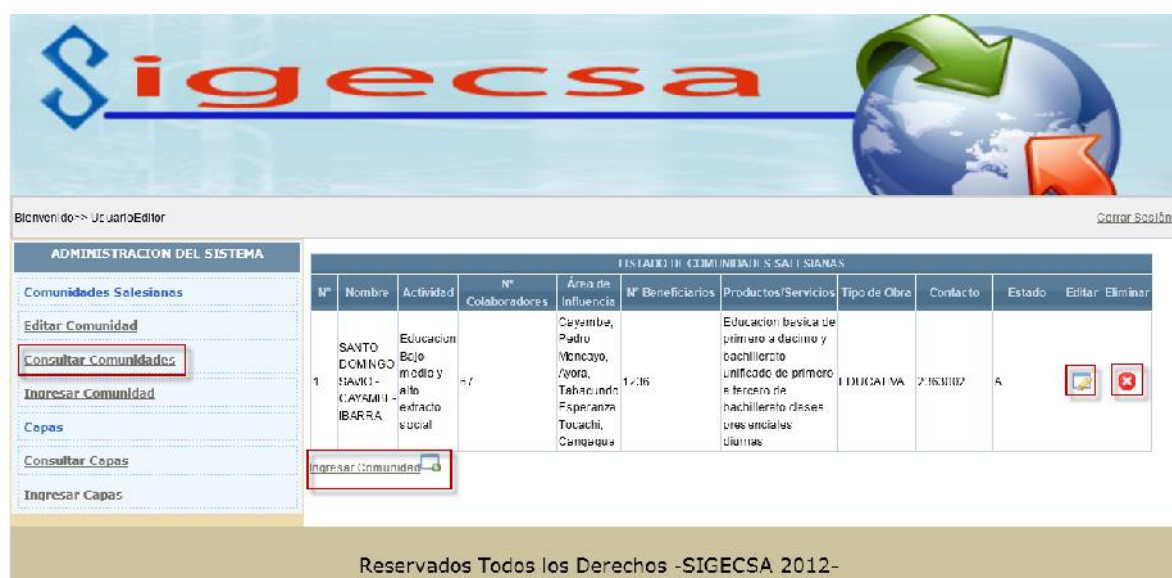 Sigecsa
Bienvenido>> UsuarioEditor
Cerrar Sesión
ADMINISTRACION DEL SISTEMA
Comunidades Salesianas
Editar Comunidad
Consultar Comunidades
Ingresar Comunidad
Capas
Consultar Capas
Ingresar Capas
LISTADO DE COMUNIDADES SALESIANAS
N° Nombre Actividad N° Colaboradores Área de Influencia N° Beneficiarios Productos/Servicios Tipo de Obra Contacto Estado Editar Eliminar
1
SANTO
DOMINGO
SAVIO -
CAYAMBE -
IBARRA
Educacion
Bajo
medio y
alto
extracto
social
67
Cayambe,
Pedro
Moncayo,
Ayora,
Tabacundo
Esperanza
Tocachi,
Cangagua
1236
Educacion basica de
primero a decimo y
bachillerato
unificado de primero
a tercero de
bachillerato clases
presenciales
diurnas
EDUCATIVA
2363002
A
Ingresar Comunidad
Reservados Todos los Derechos -SIGECSA 2012-